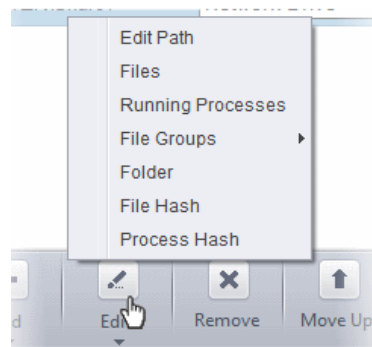 Edit Path
Files
Running Processes
File Groups
Folder
File Hash
Process Hash
Edit
Remove
Move Up